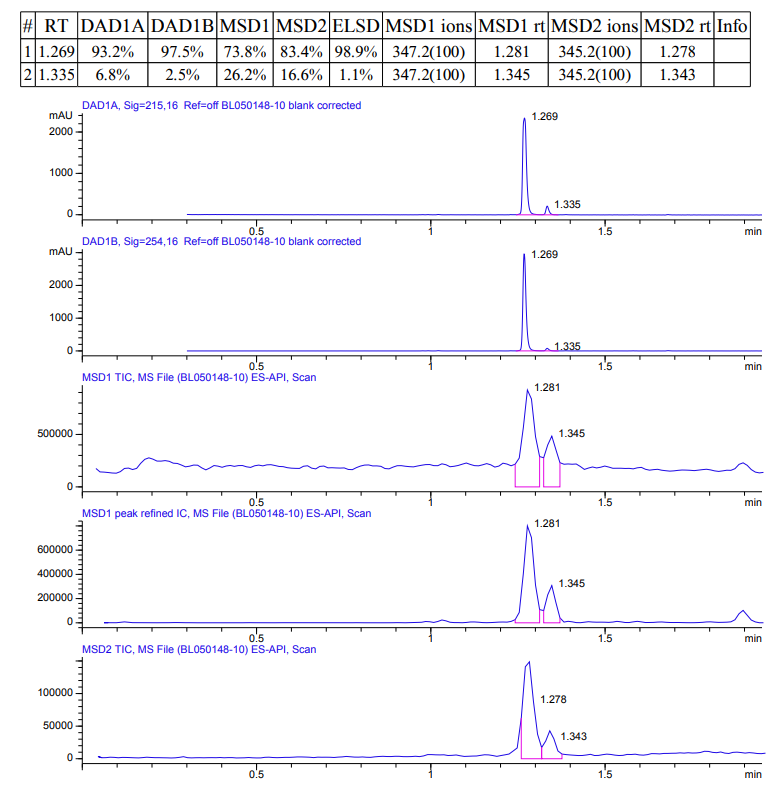 # RT DAD1A DAD1B MSD1 MSD2 ELSD MSD1 ions MSD1 rt MSD2 ions MSD2 rt Info
1 1.269 93.2% 97.5% 73.8% 83.4% 98.9% 347.2(100) 1.281 345.2(100) 1.278
2 1.335 6.8% 2.5% 26.2% 16.6% 1.1% 347.2(100) 1.345 345.2(100) 1.343
DAD1A, Sig=215,16 Ref=off BL050148-10 blank corrected
mAU
1.269
2000
1000
1.335
0
0.5 1 1.5 min
DAD1B, Sig=254,16 Ref=off BL050148-10 blank corrected
mAU
1.269
2000
1000
1.335
0
0.5 1 1.5 min
MSD1 TIC, MS File (BL050148-10) ES-API, Scan
1.281
1.345
500000
0
0.5 1 1.5 min
MSD1 peak refined IC, MS File (BL050148-10) ES-API, Scan
1.281
600000
400000
1.345
200000
0
0.5 1 1.5 min
MSD2 TIC, MS File (BL050148-10) ES-API, Scan
100000
1.278
50000
1.343
0
0.5 1 1.5 min